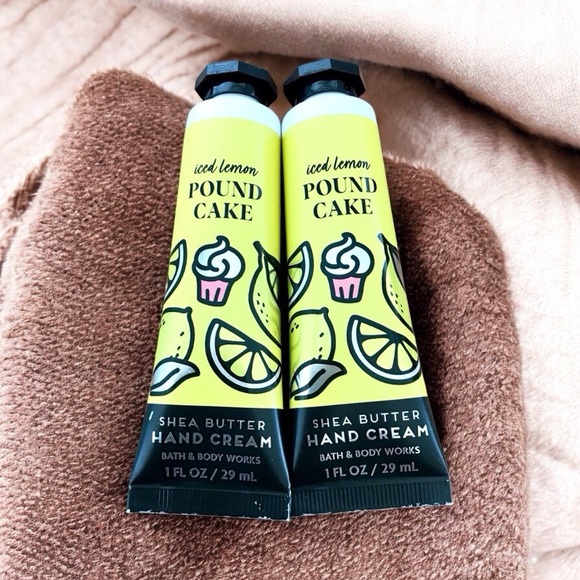 iced lemon
POUND
CAKE
SHEA BUTTER
HAND CREAM
BATH & BODY WORKS
1 FL OZ / 29 mL
iced lemon
POUND
CAKE
SHEA BUTTER
HAND CREAM
BATH & BODY WORKS
1 FL OZ / 29 mL